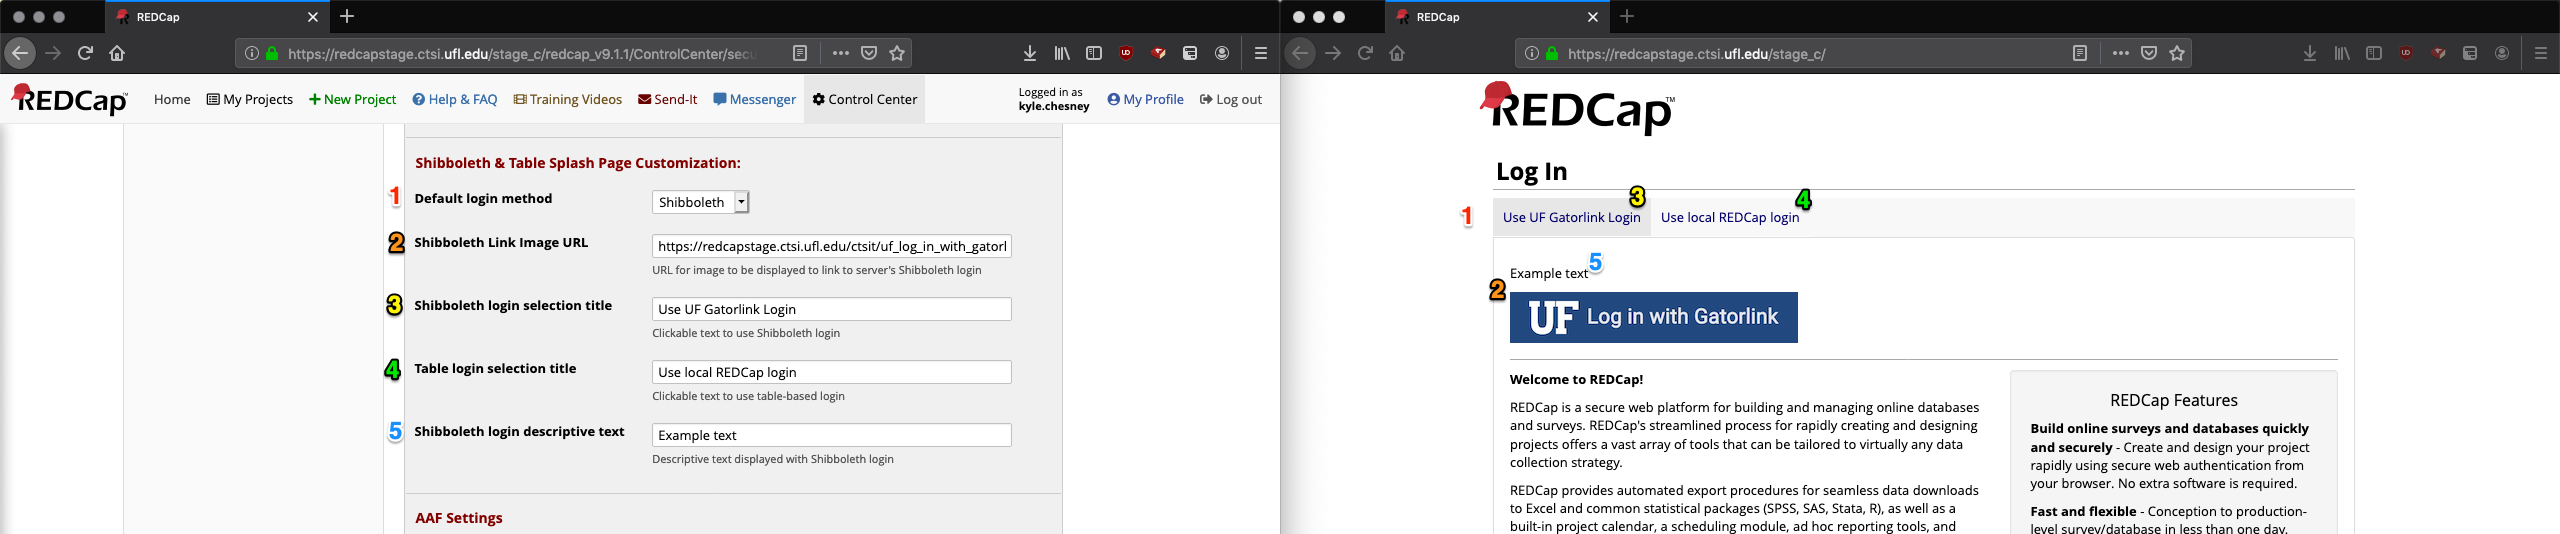 REDCap
https://redcapstage.ctsi.ufl.edu/stage_c/redcap_v9.1.1/ControlCenter/secu
REDCap™
Home
My Projects
New Project
Help & FAQ
Training Videos
Send-It
Messenger
Control Center
Logged in as
kyle.chesney
My Profile
Log out
Shibboleth & Table Splash Page Customization:
1 Default login method Shibboleth
2 Shibboleth Link Image URL https://redcapstage.ctsi.ufl.edu/ctsit/uf_log_in_with_gatorl
URL for image to be displayed to link to server's Shibboleth login
3 Shibboleth login selection title Use UF Gatorlink Login
Clickable text to use Shibboleth login
4 Table login selection title Use local REDCap login
Clickable text to use table-based login
5 Shibboleth login descriptive text Example text
Descriptive text displayed with Shibboleth login
AAF Settings
REDCap
https://redcapstage.ctsi.ufl.edu/stage_c/
REDCap™
Log In
1 Use UF Gatorlink Login 3 Use local REDCap login 4
Example text 5
2 UF Log in with Gatorlink
Welcome to REDCap!
REDCap is a secure web platform for building and managing online databases
and surveys. REDCap's streamlined process for rapidly creating and designing
projects offers a vast array of tools that can be tailored to virtually any data
collection strategy.
REDCap provides automated export procedures for seamless data downloads
to Excel and common statistical packages (SPSS, SAS, Stata, R), as well as a
built-in project calendar, a scheduling module, ad hoc reporting tools, and
REDCap Features
Build online surveys and databases quickly
and securely - Create and design your project
rapidly using secure web authentication from
your browser. No extra software is required.
Fast and flexible - Conception to production-
level survey/database in less than one day.